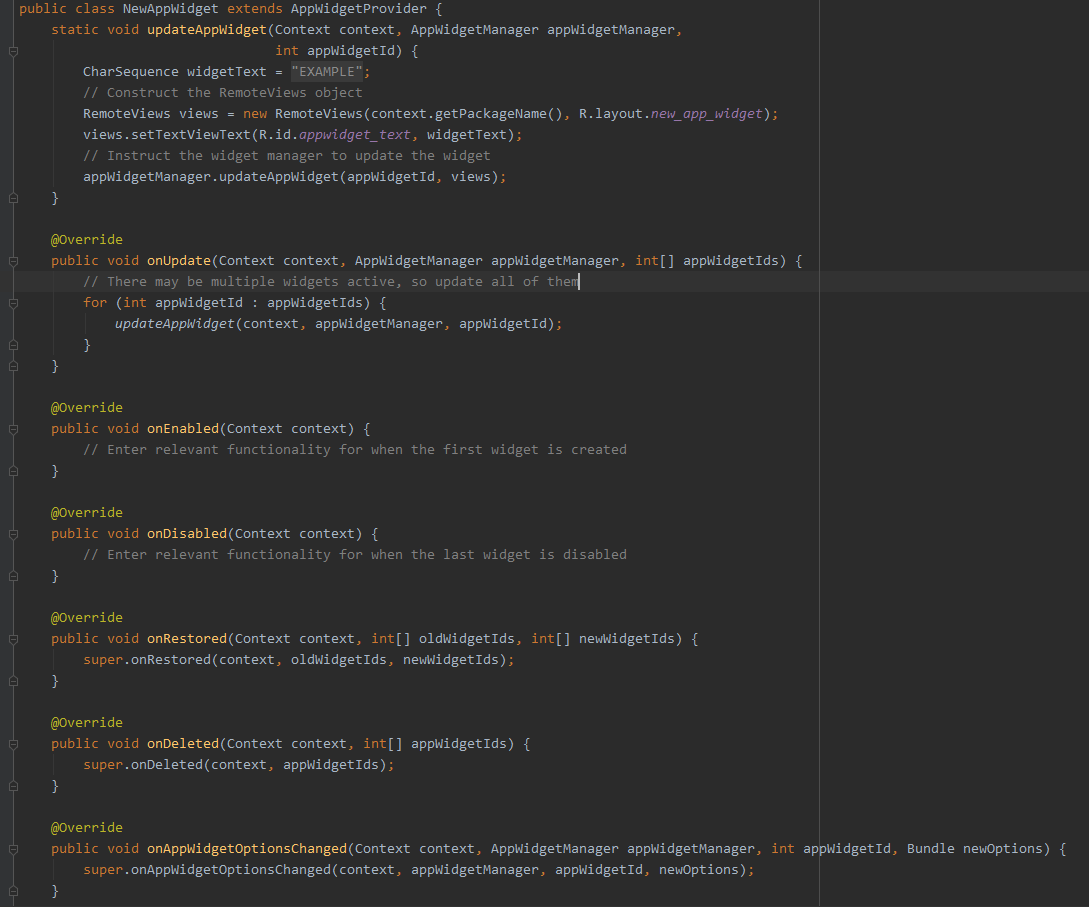 public class NewAppWidget extends AppWidgetProvider {
    static void updateAppWidget(Context context, AppWidgetManager appWidgetManager,
                                int appWidgetId) {
        CharSequence widgetText = "EXAMPLE";
        // Construct the RemoteViews object
        RemoteViews views = new RemoteViews(context.getPackageName(), R.layout.new_app_widget);
        views.setTextViewText(R.id.appwidget_text, widgetText);
        // Instruct the widget manager to update the widget
        appWidgetManager.updateAppWidget(appWidgetId, views);
    }
    @Override
    public void onUpdate(Context context, AppWidgetManager appWidgetManager, int[] appWidgetIds) {
        // There may be multiple widgets active, so update all of them
        for (int appWidgetId : appWidgetIds) {
            updateAppWidget(context, appWidgetManager, appWidgetId);
        }
    }
    @Override
    public void onEnabled(Context context) {
        // Enter relevant functionality for when the first widget is created
    }
    @Override
    public void onDisabled(Context context) {
        // Enter relevant functionality for when the last widget is disabled
    }
    @Override
    public void onRestored(Context context, int[] oldWidgetIds, int[] newWidgetIds) {
        super.onRestored(context, oldWidgetIds, newWidgetIds);
    }
    @Override
    public void onDeleted(Context context, int[] appWidgetIds) {
        super.onDeleted(context, appWidgetIds);
    }
    @Override
    public void onAppWidgetOptionsChanged(Context context, AppWidgetManager appWidgetManager, int appWidgetId, Bundle newOptions) {
        super.onAppWidgetOptionsChanged(context, appWidgetManager, appWidgetId, newOptions);
    }